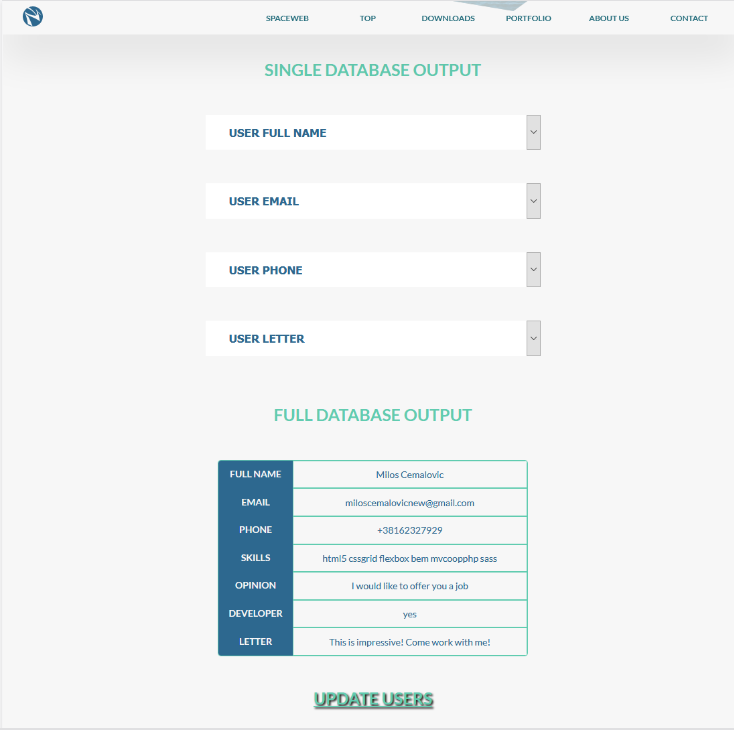 SPACEWEB TOP DOWNLOADS PORTFOLIO ABOUT US CONTACT
SINGLE DATABASE OUTPUT
USER FULL NAME
USER EMAIL
USER PHONE
USER LETTER
FULL DATABASE OUTPUT
FULL NAME Milos Cemalovic
EMAIL miloscemalovicnew@gmail.com
PHONE +38162327929
SKILLS html5 cssgrid flexbox bem mvcoopphp sass
OPINION I would like to offer you a job
DEVELOPER yes
LETTER This is impressive! Come work with me!
UPDATE USERS